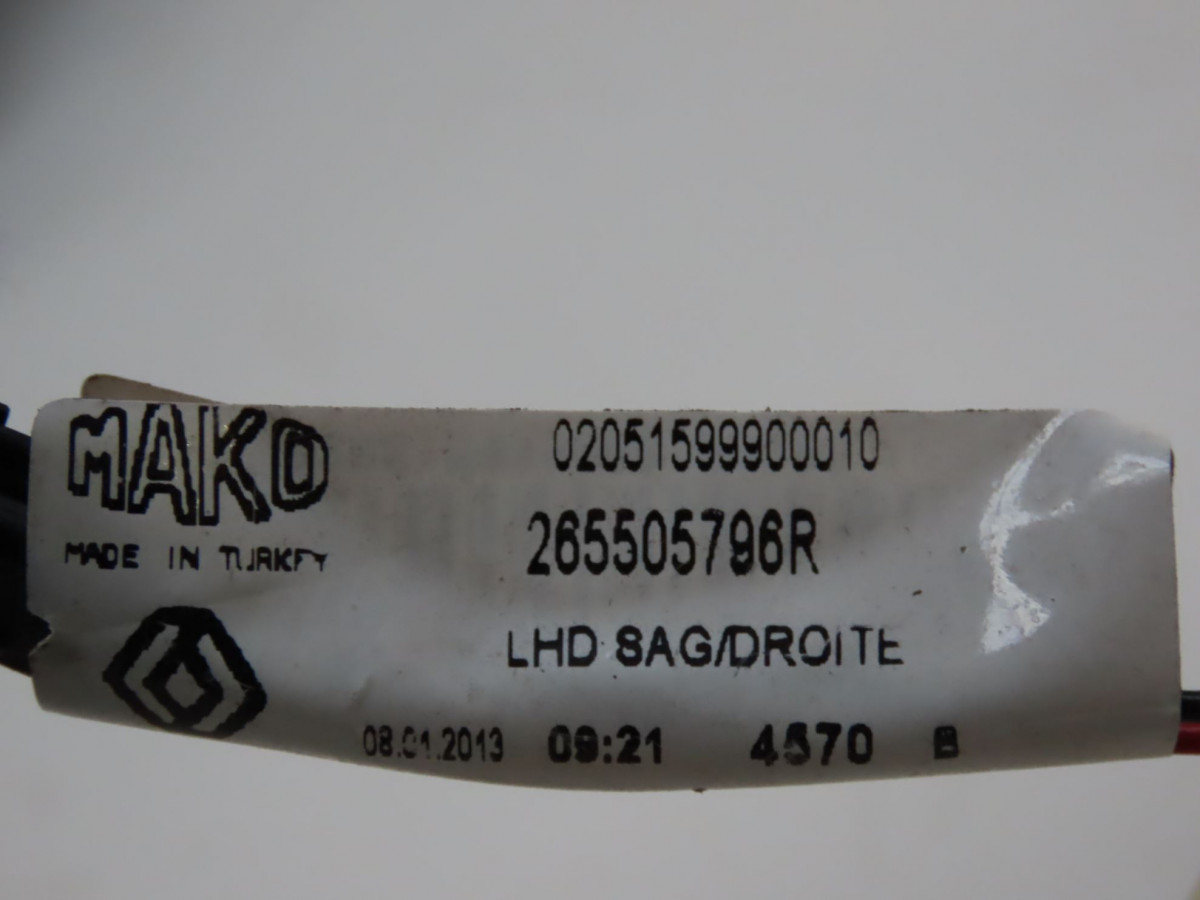 MAKO
MADE IN TURKEY
02051599900010
265505796R
LHD SAG/DROITE
08.01.2013 09:21 4570 B